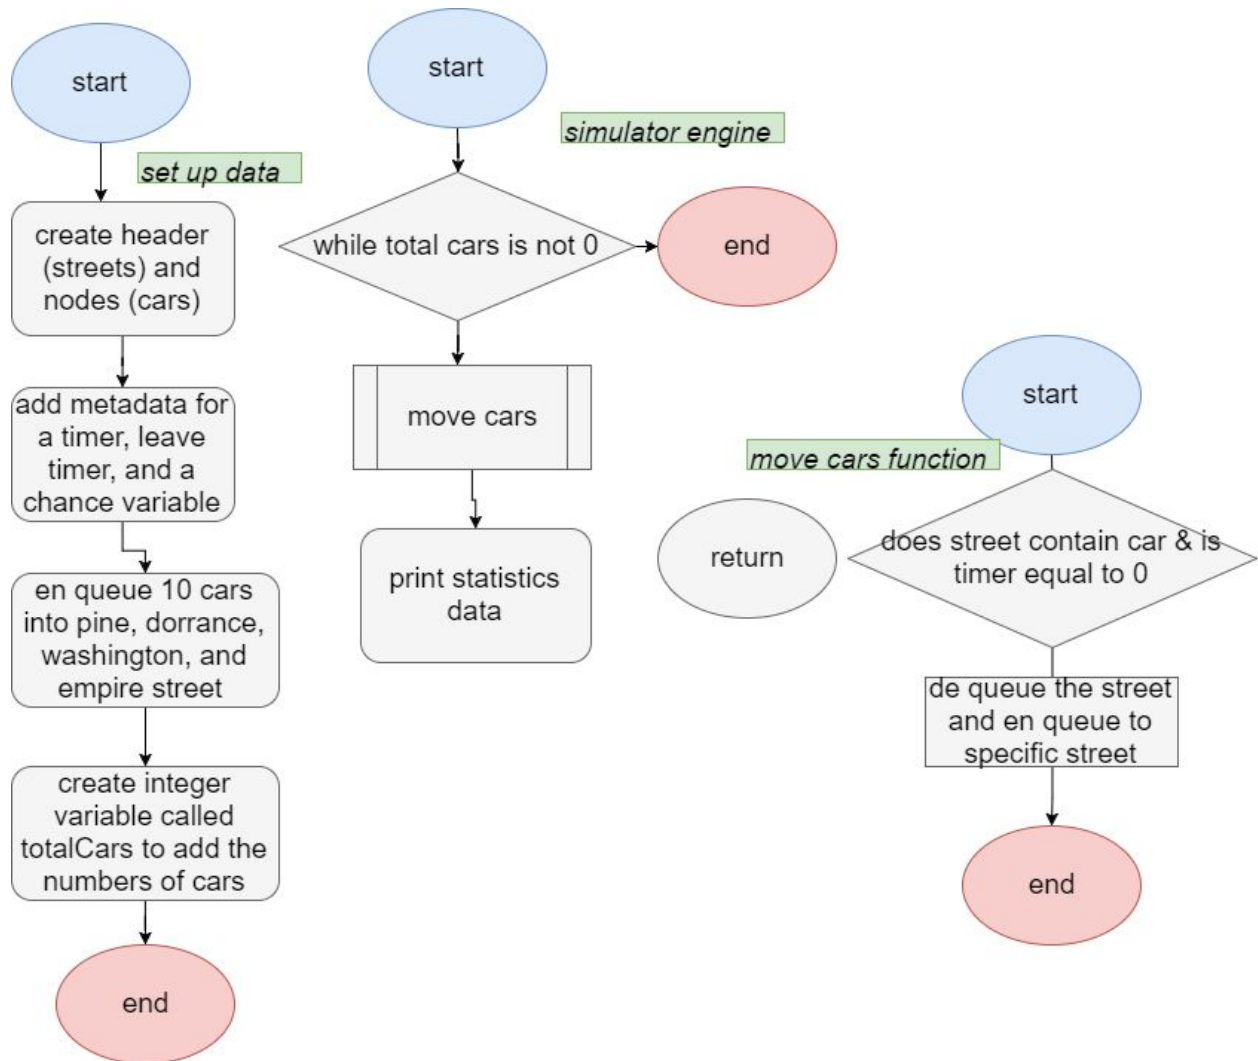 start
set up data
create header
(streets) and
nodes (cars)
add metadata for
a timer, leave
timer, and a
chance variable
en queue 10 cars
into pine, dorrance,
washington, and
empire street
create integer
variable called
totalCars to add the
numbers of cars
end
start
simulator engine
while total cars is not 0
end
move cars
print statistics
data
start
move cars function
return
does street contain car & is
timer equal to 0
de queue the street
and en queue to
specific street
end